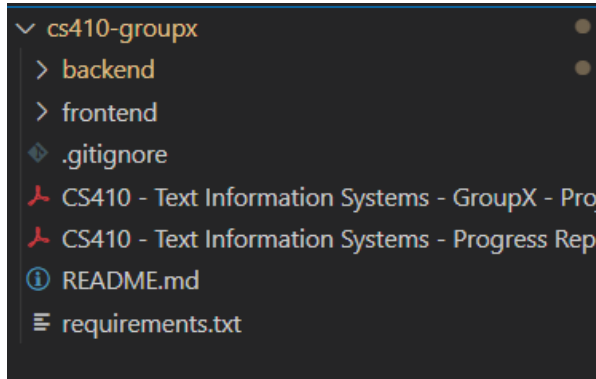 cs410-groupx
backend
frontend
.gitignore
CS410 - Text Information Systems - GroupX - Pro
CS410 - Text Information Systems - Progress Rep
README.md
requirements.txt